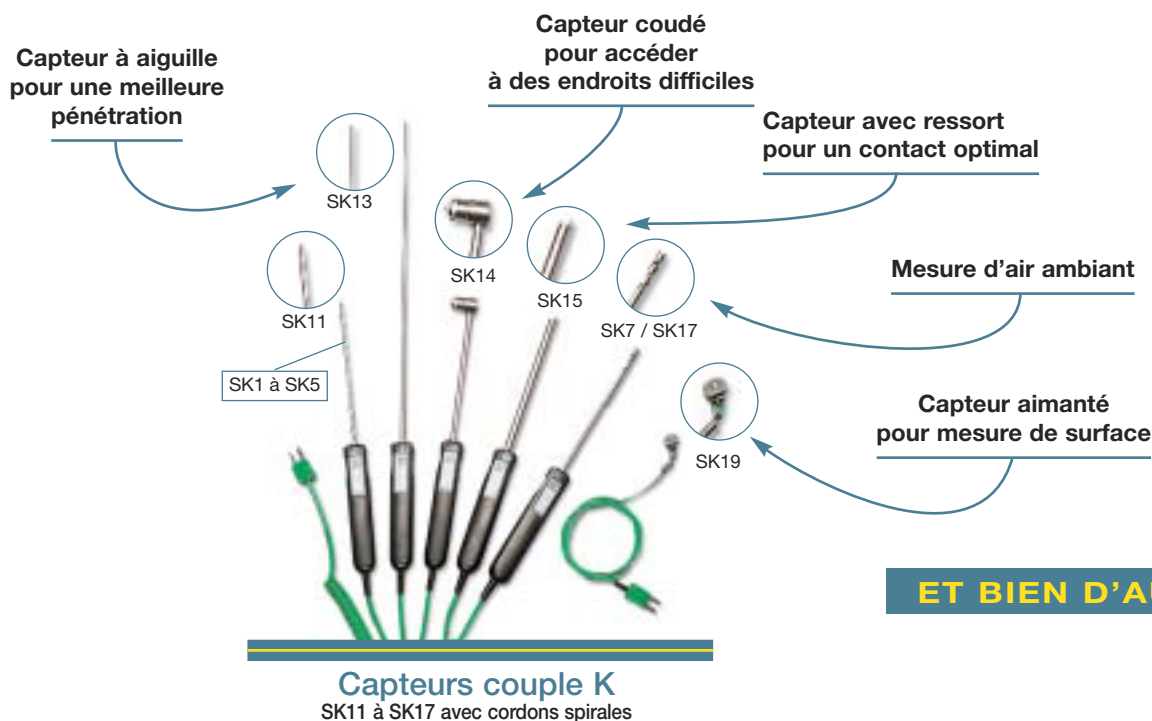 Capteur à aiguille
pour une meilleure
pénétration
Capteur coudé
pour accéder
à des endroits difficiles
Capteur avec ressort
pour un contact optimal
Mesure d'air ambiant
Capteur aimanté
pour mesure de surface
SK13
SK14
SK15
SK11
SK7 / SK17
SK1 à SK5
SK19
ET BIEN D'A
Capteurs couple K
SK11 à SK17 avec cordons spirales